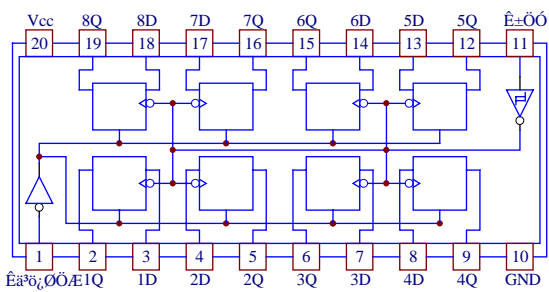 Vcc 8Q 8D 7D 7Q 6Q 6D 5D 5Q Ê±ÖÓ
20 19 18 17 16 15 14 13 12 11
1 2 3 4 5 6 7 8 9 10
Êä³ö¿ØÖÆ 1Q 1D 2D 2Q 3Q 3D 4D 4Q GND